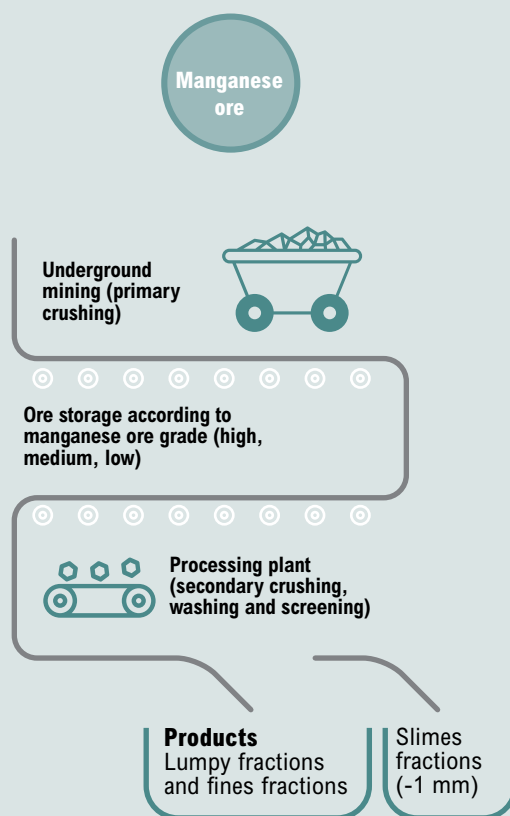 Manganese
ore
Underground
mining (primary
crushing)
Ore storage according to
manganese ore grade (high,
medium, low)
Processing plant
(secondary crushing,
washing and screening)
Products
Lumpy fractions
and fines fractions
Slimes
fractions
(-1 mm)